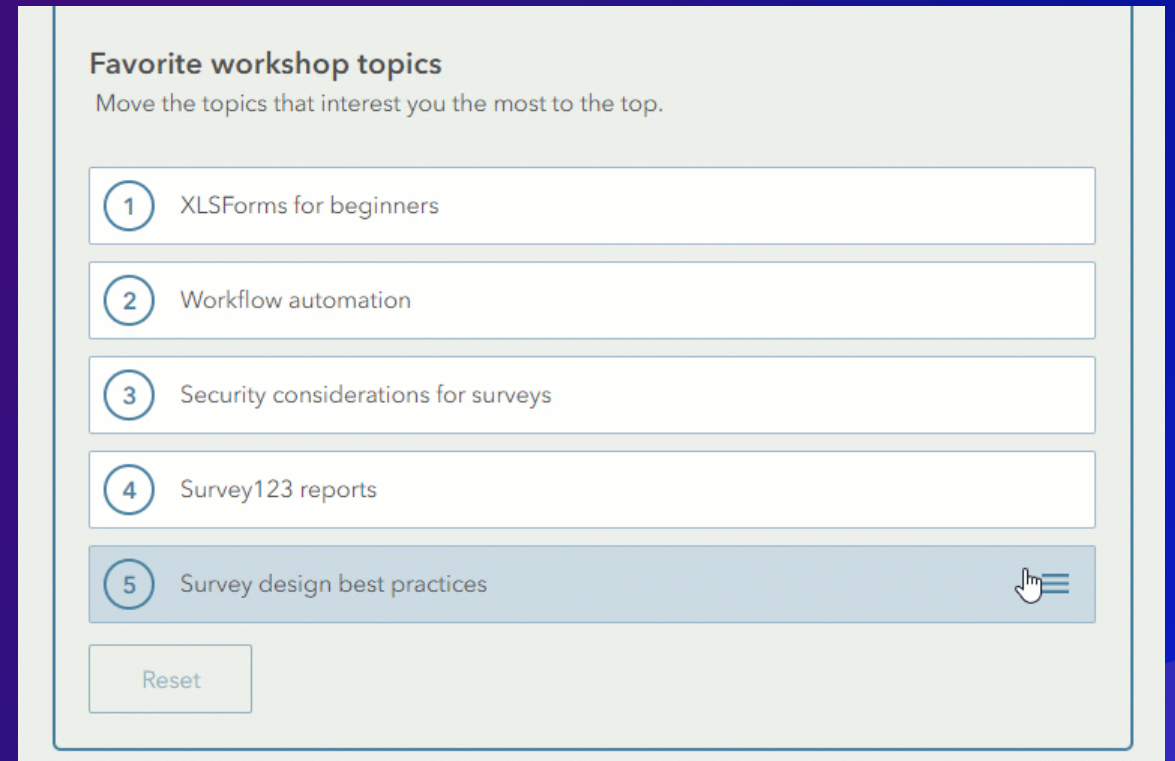 Favorite workshop topics
Move the topics that interest you the most to the top.
1 XLSForms for beginners
2 Workflow automation
3 Security considerations for surveys
4 Survey123 reports
5 Survey design best practices
Reset